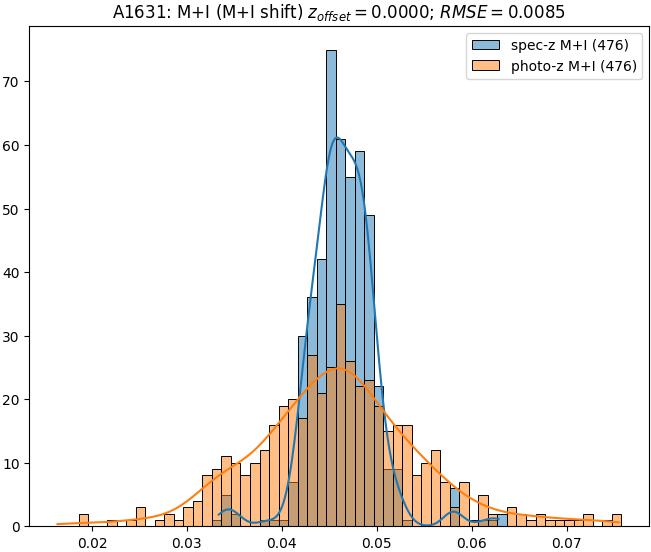 A1631: M+I (M+I shift) z_offset = 0.0000; RMSE = 0.0085
spec-z M+I (476)
photo-z M+I (476)
70
60
50
40
30
20
10
0
0.02 0.03 0.04 0.05 0.06 0.07